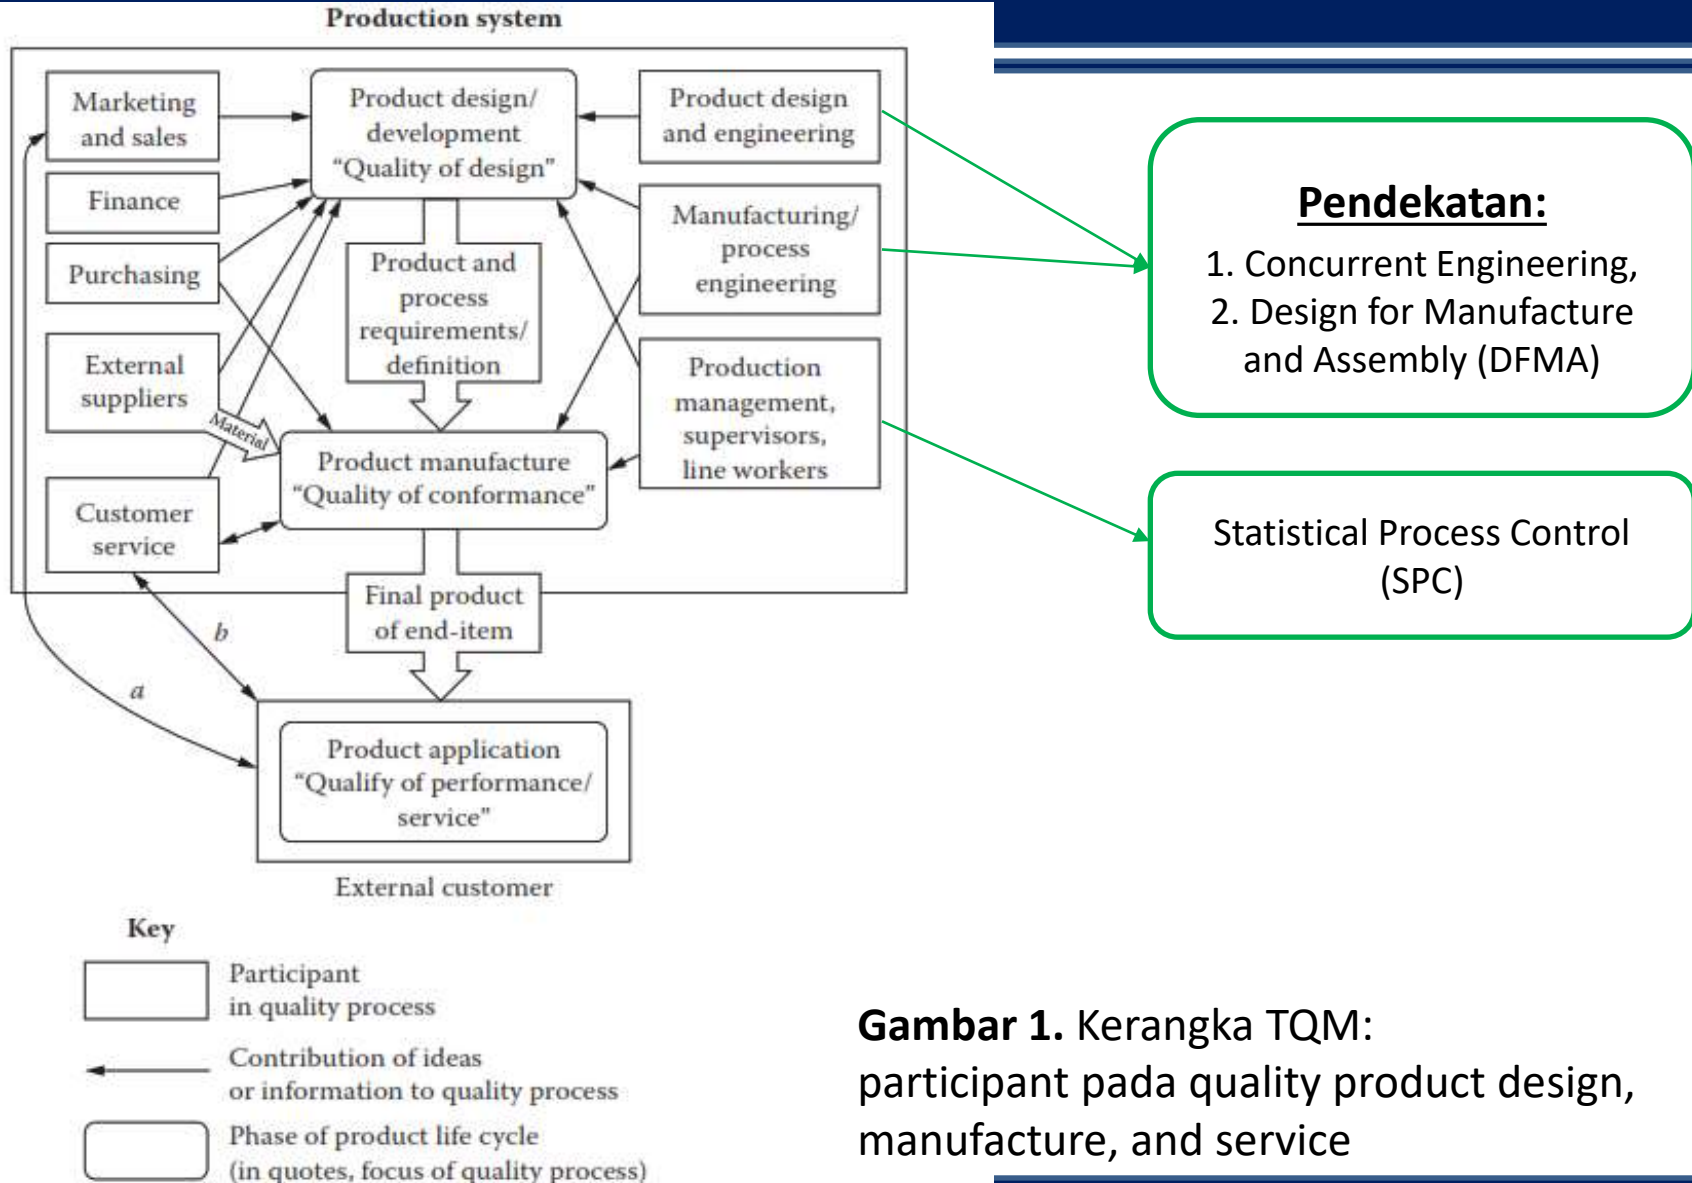 Production system
Marketing
and sales
Finance
Purchasing
External
suppliers
Material
Customer
service
Product design/
development
“Quality of design”
Product and
process
requirements/
definition
Product manufacture
“Quality of conformance”
Final product
of end-item
Product design
and engineering
Manufacturing/
process
engineering
Production
management,
supervisors,
line workers
a
b
Product application
“Qualify of performance/
service”
External customer
Key
Participant
in quality process
Contribution of ideas
or information to quality process
Phase of product life cycle
(in quotes, focus of quality process)
Pendekatan:
1. Concurrent Engineering,
2. Design for Manufacture
and Assembly (DFMA)
Statistical Process Control
(SPC)
Gambar 1. Kerangka TQM:
participant pada quality product design,
manufacture, and service